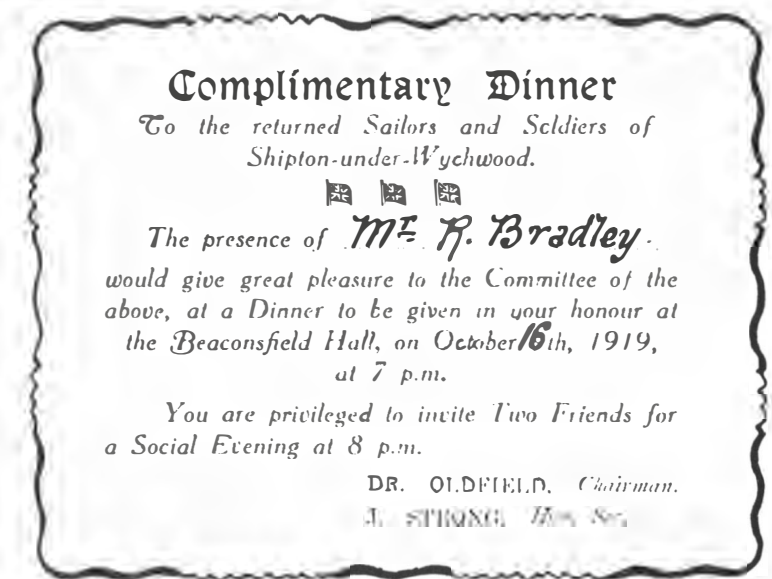 Complimentary Dinner
To the returned Sailors and Soldiers of
Shipton-under-Wychwood.
The presence of Mr R. Bradley.
would give great pleasure to the Committee of the
above, at a Dinner to be given in your honour at
the Beaconsfield Hall, on October 16th, 1919,
at 7 p.m.
You are privileged to invite Two Friends for
a Social Evening at 8 p.m.
DR. OLDFIELD, Chairman.
J. STRONG, Hon. Sec.